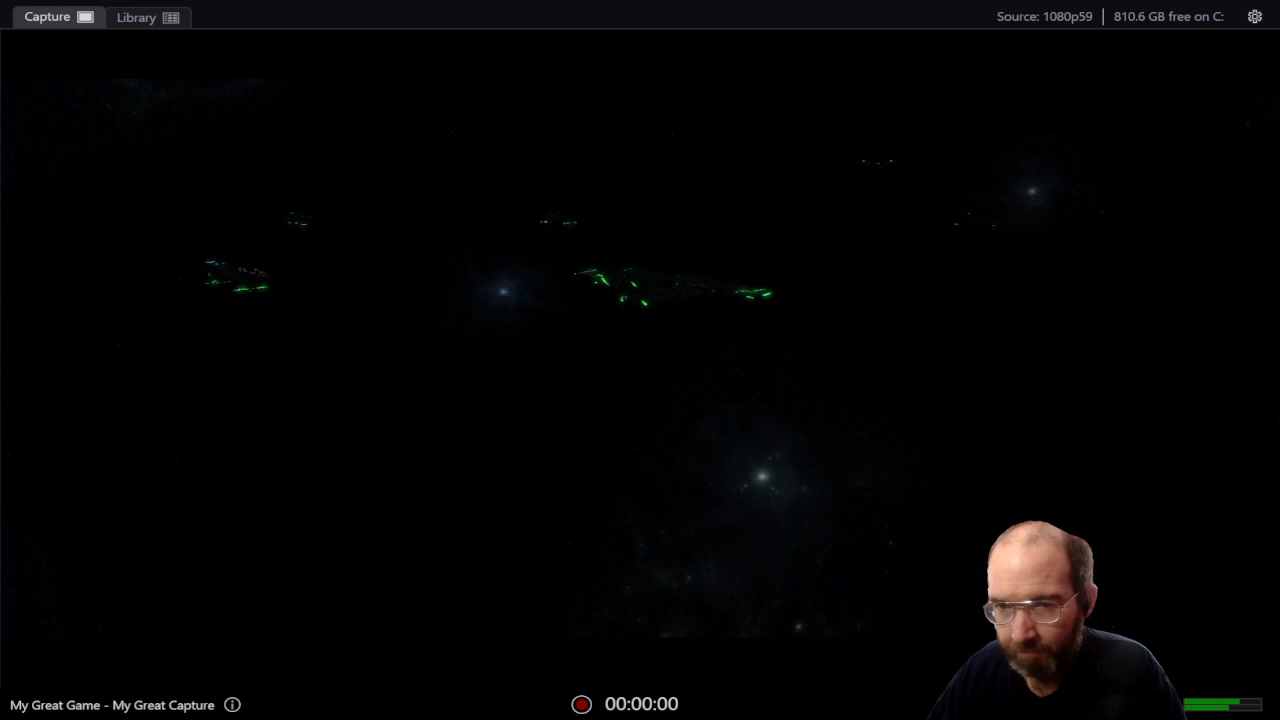 Capture
Library
Source: 1080p59
810.6 GB free on C:
My Great Game - My Great Capture
00:00:00